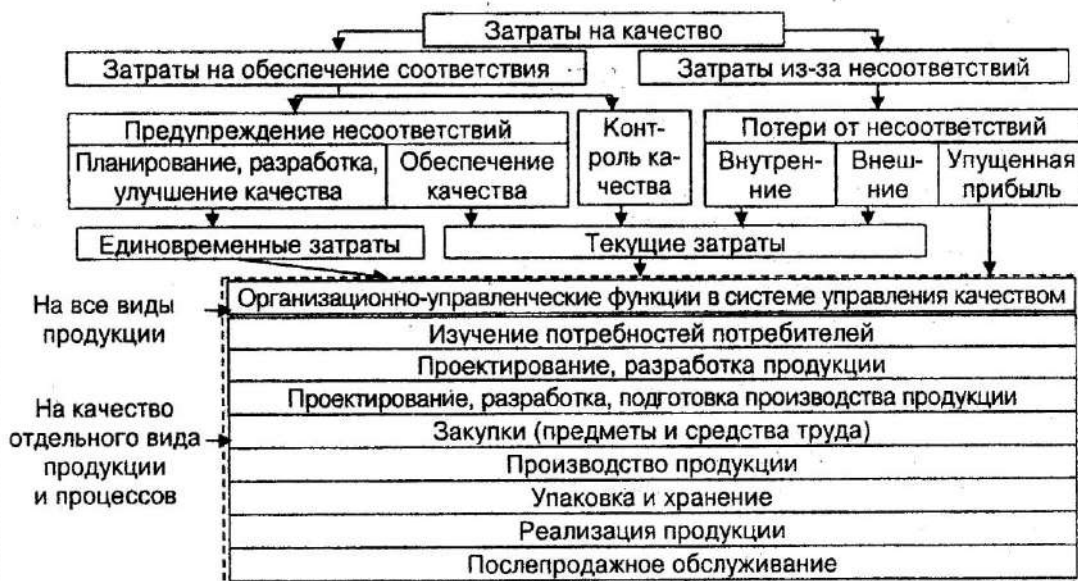 Затраты на качество
Затраты на обеспечение соответствия
Затраты из-за несоответствий
Предупреждение несоответствий
Планирование, разработка,
улучшение качества
Обеспечение
качества
Конт-
роль ка-
чества
Потери от несоответствий
Внутрен-
ние
Внеш-
ние
Упущенная
прибыль
Единовременные затраты
Текущие затраты
На все виды
продукции
Организационно-управленческие функции в системе управления качеством
Изучение потребностей потребителей
Проектирование, разработка продукции
Проектирование, разработка, подготовка производства продукции
На качество
отдельного вида
продукции
и процессов
Закупки (предметы и средства труда)
Производство продукции
Упаковка и хранение
Реализация продукции
Послепродажное обслуживание